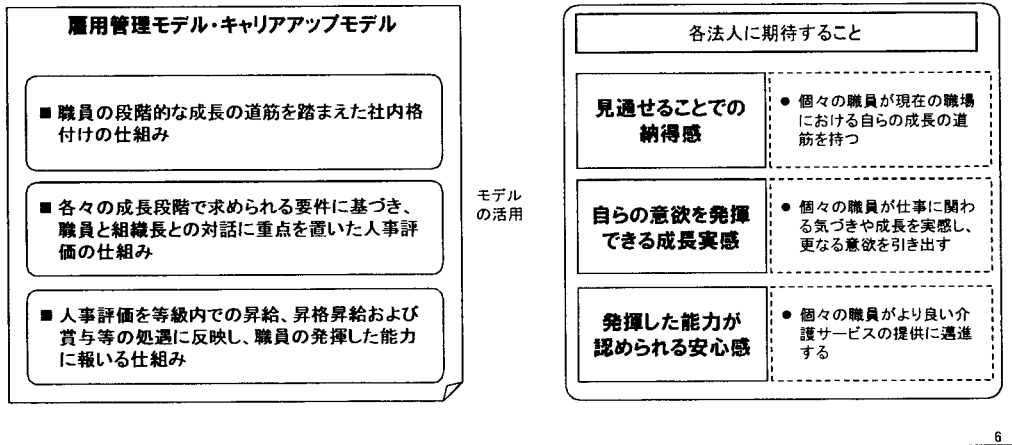 雇用管理モデル・キャリアアップモデル
■ 職員の段階的な成長の道筋を踏まえた社内格
付けの仕組み
■ 各々の成長段階で求められる要件に基づき、
職員と組織長との対話に重点を置いた人事評
価の仕組み
■ 人事評価を等級内での昇給、昇格昇給および
賞与等の処遇に反映し、職員の発揮した能力
に報いる仕組み
モデル
の活用
各法人に期待すること
見通せることでの
納得感
● 個々の職員が現在の職場
における自らの成長の道
筋を持つ
自らの意欲を発揮
できる成長実感
● 個々の職員が仕事に関わ
る気づきや成長を実感し、
更なる意欲を引き出す
発揮した能力が
認められる安心感
● 個々の職員がより良い介
護サービスの提供に邁進
する
6